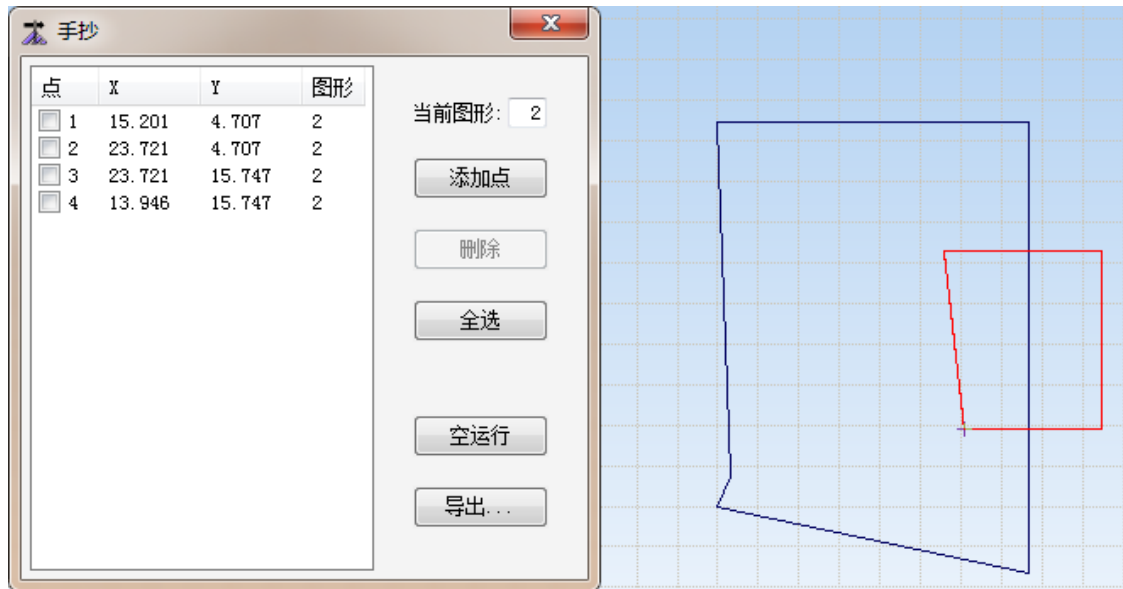 手抄
点 X Y 图形
1 15.201 4.707 2
2 23.721 4.707 2
3 23.721 15.747 2
4 13.946 15.747 2
当前图形: 2
添加点
删除
全选
空运行
导出...